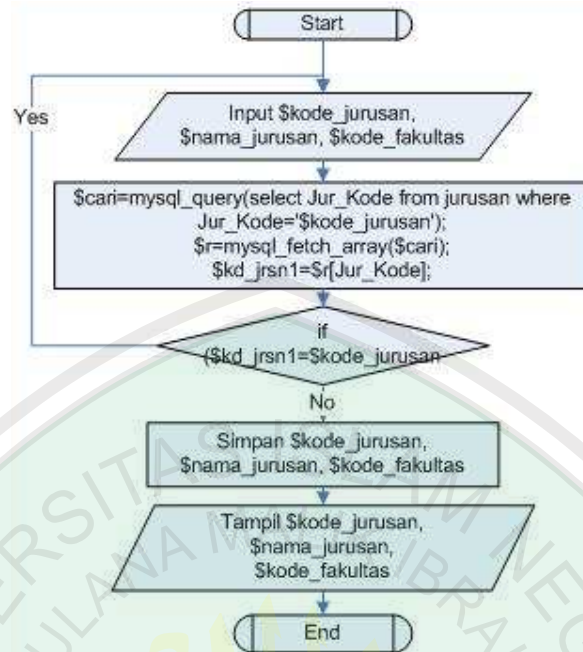 Start
Yes
Input $kode_jurusan,
$nama_jurusan, $kode_fakultas
$cari=mysql_query(select Jur_Kode from jurusan where
Jur_Kode='$kode_jurusan');
$r=mysql_fetch_array($cari);
$kd_jrsn1=$r[Jur_Kode];
if
($kd_jrsn1=$kode_jurusan
No
Simpan $kode_jurusan,
$nama_jurusan, $kode_fakultas
Tampil $kode_jurusan,
$nama_jurusan,
$kode_fakultas
End